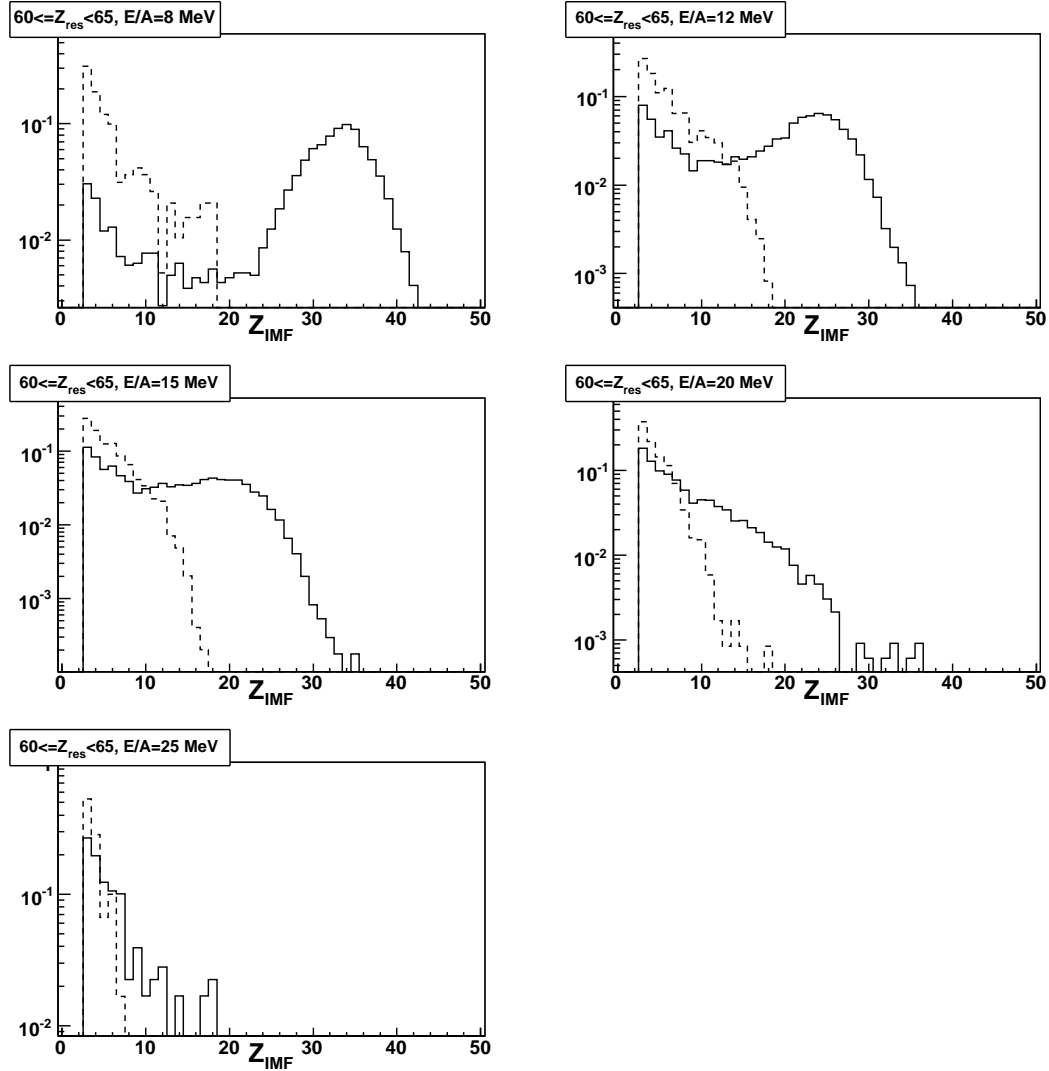 60<=Z_res<65, E/A=8 MeV
10⁻¹
10⁻²
0 10 20 30 40 50
Z_IMF
60<=Z_res<65, E/A=12 MeV
10⁻¹
10⁻²
10⁻³
0 10 20 30 40 50
Z_IMF
60<=Z_res<65, E/A=15 MeV
10⁻¹
10⁻²
10⁻³
0 10 20 30 40 50
Z_IMF
60<=Z_res<65, E/A=20 MeV
10⁻¹
10⁻²
10⁻³
0 10 20 30 40 50
Z_IMF
60<=Z_res<65, E/A=25 MeV
10⁻¹
10⁻²
0 10 20 30 40 50
Z_IMF